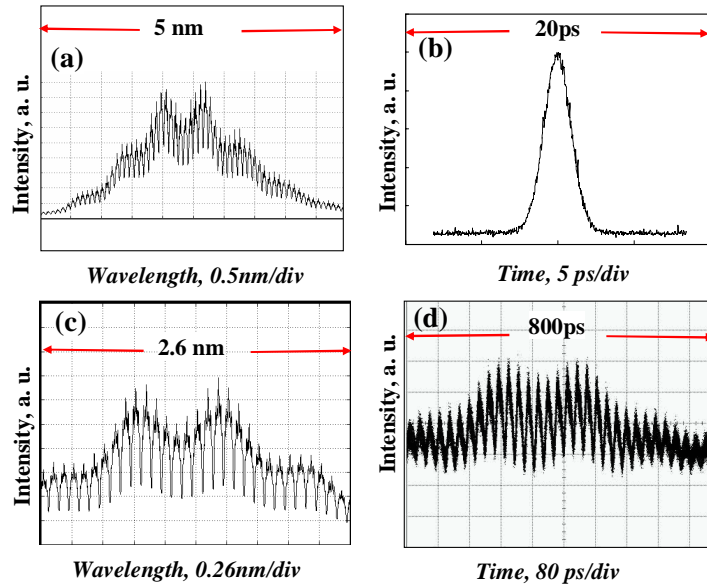 5 nm
(a)
Intensity, a. u.
Wavelength, 0.5nm/div
20ps
(b)
Intensity, a. u.
Time, 5 ps/div
(c)
2.6 nm
Intensity, a. u.
Wavelength, 0.26nm/div
(d)
800ps
Intensity, a. u.
Time, 80 ps/div